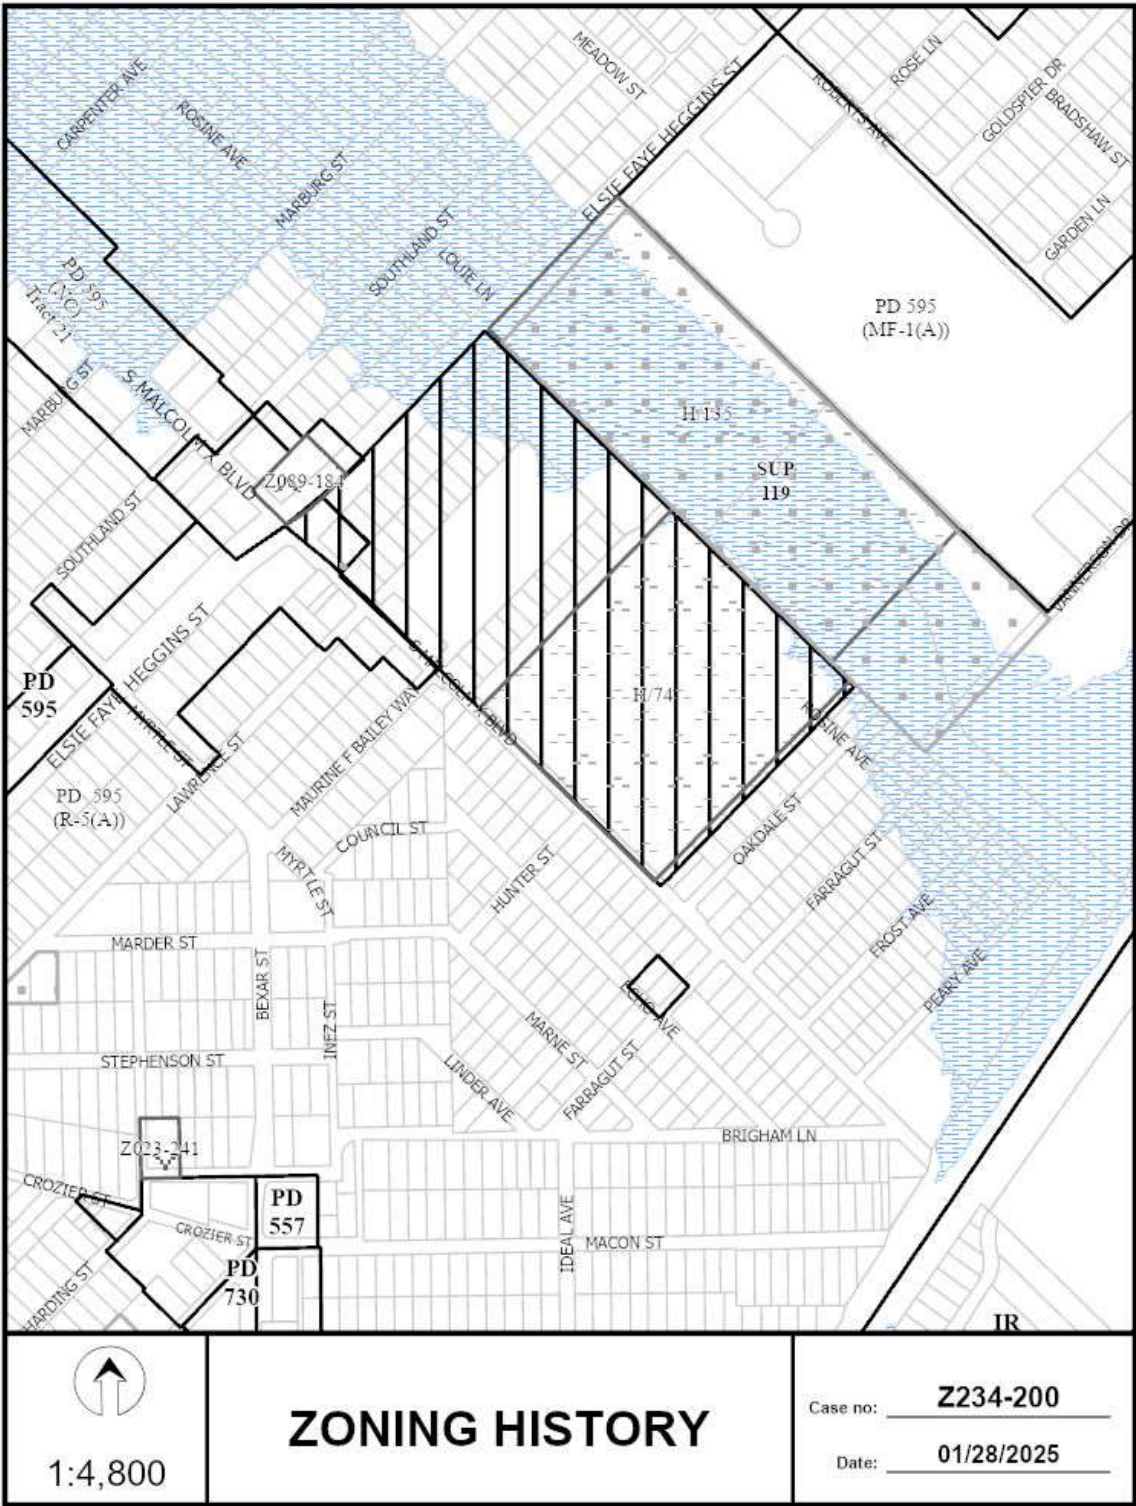 MEADOW ST
ROSE LN
CARPENTER AVE
ROSINE AVE
ELSIE FAYE HEGGINS ST
ROBERTS AVE
GOLDSPIER DR
BRADSHAW ST
MARBURG ST
SOUTHLAND ST
LOUIE LN
GARDEN LN
PD 595
(NC)
Tract 21
PD 595
(MF-1(A))
MARBURG ST
S MALCOLM X BLVD
H/135
SUP
119
Z089-184
SOUTHLAND ST
VANNERSON DR
ELSIE FAYE HEGGINS ST
PD
595
MYRTLE ST
LAWRENCE ST
MAURINE F BAILEY WAY
S MALCOLM X BLVD
H/74
ROSINE AVE
PD 595
(R-5(A))
COUNCIL ST
MYRTLE ST
HUNTER ST
OAKDALE ST
FARRAGUT ST
FROST AVE
PEARY AVE
MARDER ST
BEXAR ST
INEZ ST
ECHO AVE
MARNE ST
FARRAGUT ST
STEPHENSON ST
LINDER AVE
BRIGHAM LN
Z023-241
CROZIER ST
PD
557
CROZIER ST
IDEAL AVE
MACON ST
PD
730
HARDING ST
IR
1:4,800
ZONING HISTORY
Case no: Z234-200
Date: 01/28/2025